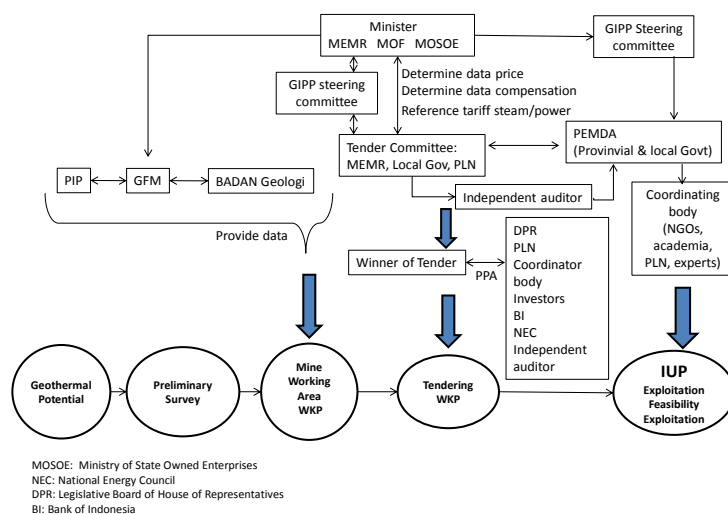 Minister
MEMR MOF MOSOE
GIPP Steering
committee
GIPP steering
committee
Determine data price
Determine data compensation
Reference tariff steam/power
Tender Committee:
MEMR, Local Gov, PLN
PEMDA
(Provinvial & local Govt)
PIP
GFM
BADAN Geologi
Independent auditor
Coordinating
body
(NGOs,
academia,
PLN, experts)
Provide data
Winner of Tender
PPA
DPR
PLN
Coordinator
body
Investors
BI
NEC
Independent
auditor
Geothermal
Potential
Preliminary
Survey
Mine
Working
Area
WKP
Tendering
WKP
IUP
Exploitation
Feasibility
Exploitation
MOSOE: Ministry of State Owned Enterprises
NEC: National Energy Council
DPR: Legislative Board of House of Representatives
BI: Bank of Indonesia